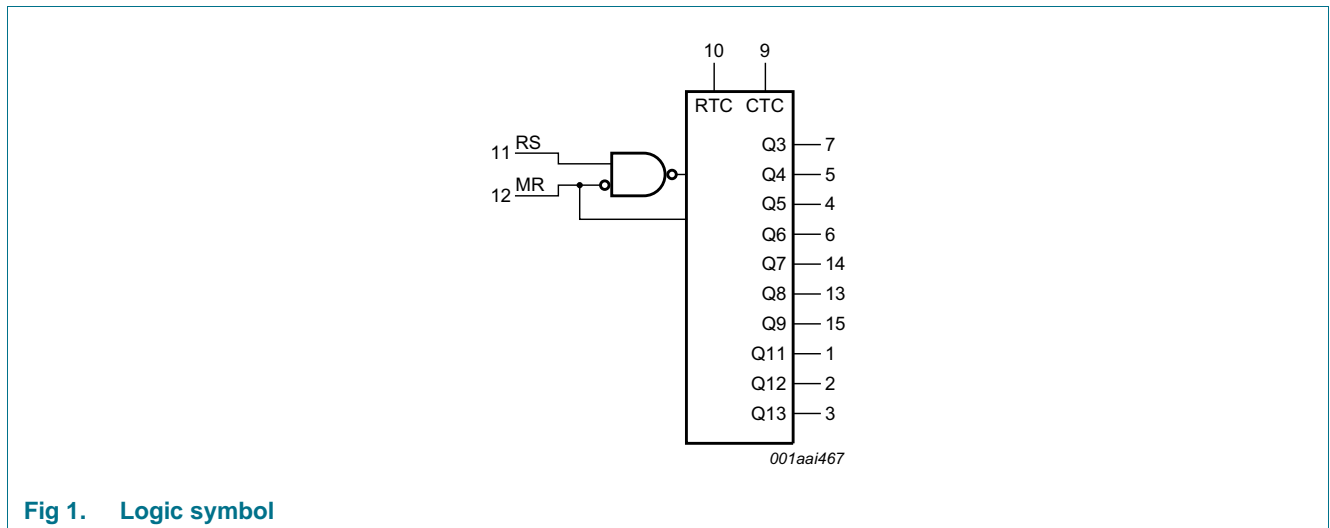 10 9
RTC CTC
11 RS
12 MR
Q3 7
Q4 5
Q5 4
Q6 6
Q7 14
Q8 13
Q9 15
Q11 1
Q12 2
Q13 3
001aai467
Fig 1. Logic symbol